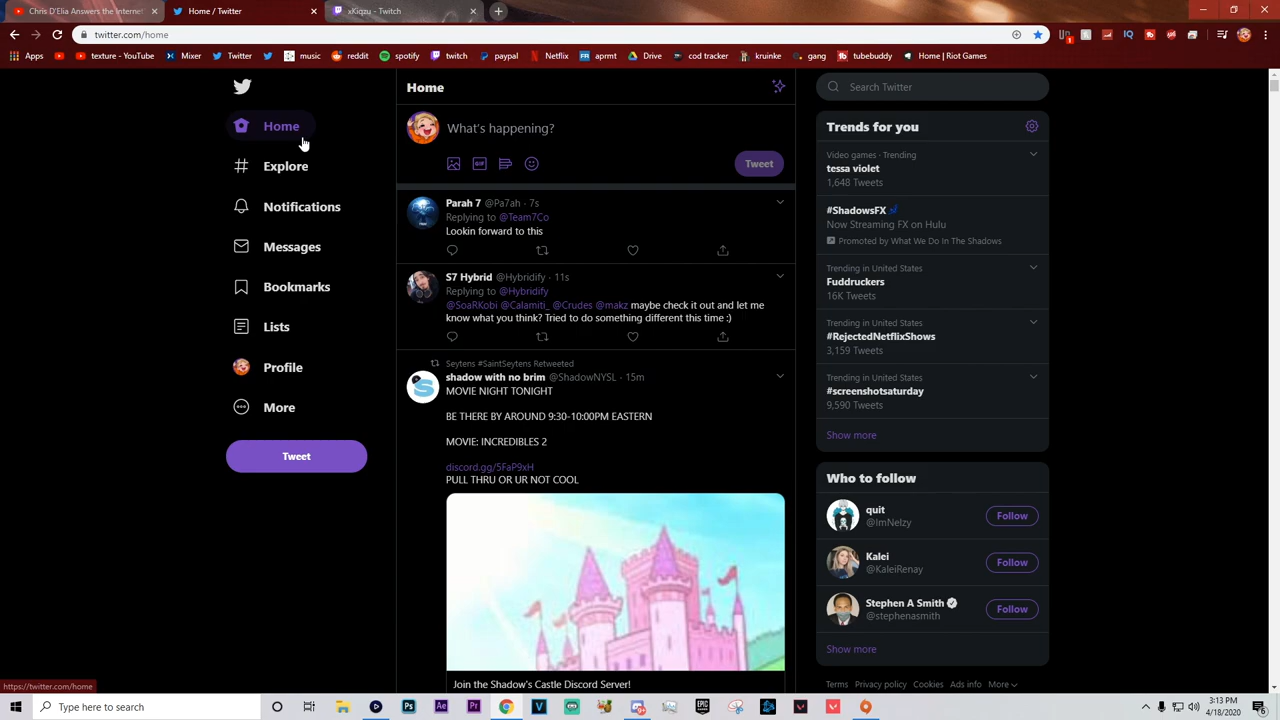 Chris D'Elia Answers the Internet's
Home / Twitter
xKiqzu - Twitch
twitter.com/home
Apps
YouTube
texture - YouTube
Mixer
Twitter
music
reddit
spotify
twitch
paypal
Netflix
aprmt
Drive
cod tracker
kruinke
gang
tubebuddy
Home | Riot Games
Home
Explore
Notifications
Messages
Bookmarks
Lists
Profile
More
Tweet
Home
What's happening?
GIF
Tweet
Parah 7 @Pa7ah · 7s
Replying to @Team7Co
Lookin forward to this
S7 Hybrid @Hybridify · 11s
Replying to @Hybridify
@SoaRKobi @Calamiti_ @Crudes @makz maybe check it out and let me
know what you think? Tried to do something different this time :)
Seytens #SaintSeytens Retweeted
shadow with no brim @ShadowNYSL · 15m
MOVIE NIGHT TONIGHT
BE THERE BY AROUND 9:30-10:00PM EASTERN
MOVIE: INCREDIBLES 2
discord.gg/5FaP9xH
PULL THRU OR UR NOT COOL
Join the Shadow's Castle Discord Server!
Search Twitter
Trends for you
Video games · Trending
tessa violet
1,648 Tweets
#ShadowsFX
Now Streaming FX on Hulu
Promoted by What We Do In The Shadows
Trending in United States
Fuddruckers
16K Tweets
Trending in United States
#RejectedNetflixShows
3,159 Tweets
Trending in United States
#screenshotsaturday
9,590 Tweets
Show more
Who to follow
quit
@ImNelzy
Follow
Kalei
@KaleiRenay
Follow
Stephen A Smith
@stephenasmith
Follow
Show more
Terms Privacy policy Cookies Ads info More
https://twitter.com/home
Type here to search
3:13 PM
4/18/2020